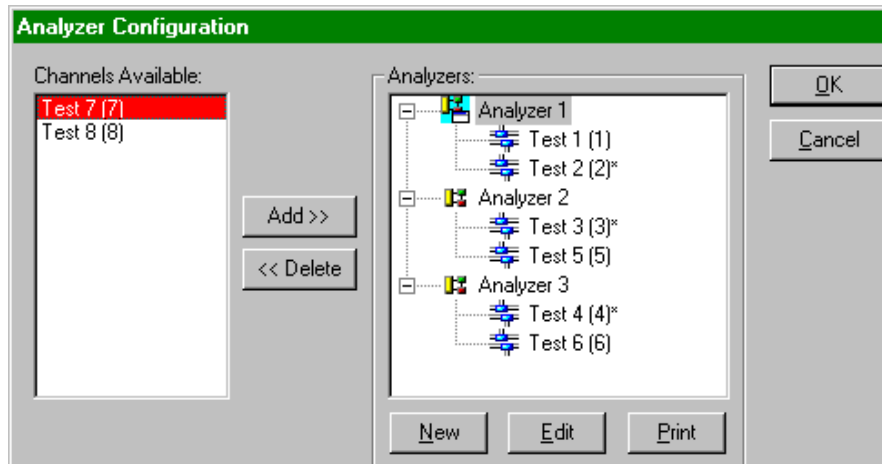 Analyzer Configuration
Channels Available:
Test 7 (7)
Test 8 (8)
Add >>
<< Delete
Analyzers:
Analyzer 1
Test 1 (1)
Test 2 (2)*
Analyzer 2
Test 3 (3)*
Test 5 (5)
Analyzer 3
Test 4 (4)*
Test 6 (6)
New
Edit
Print
OK
Cancel